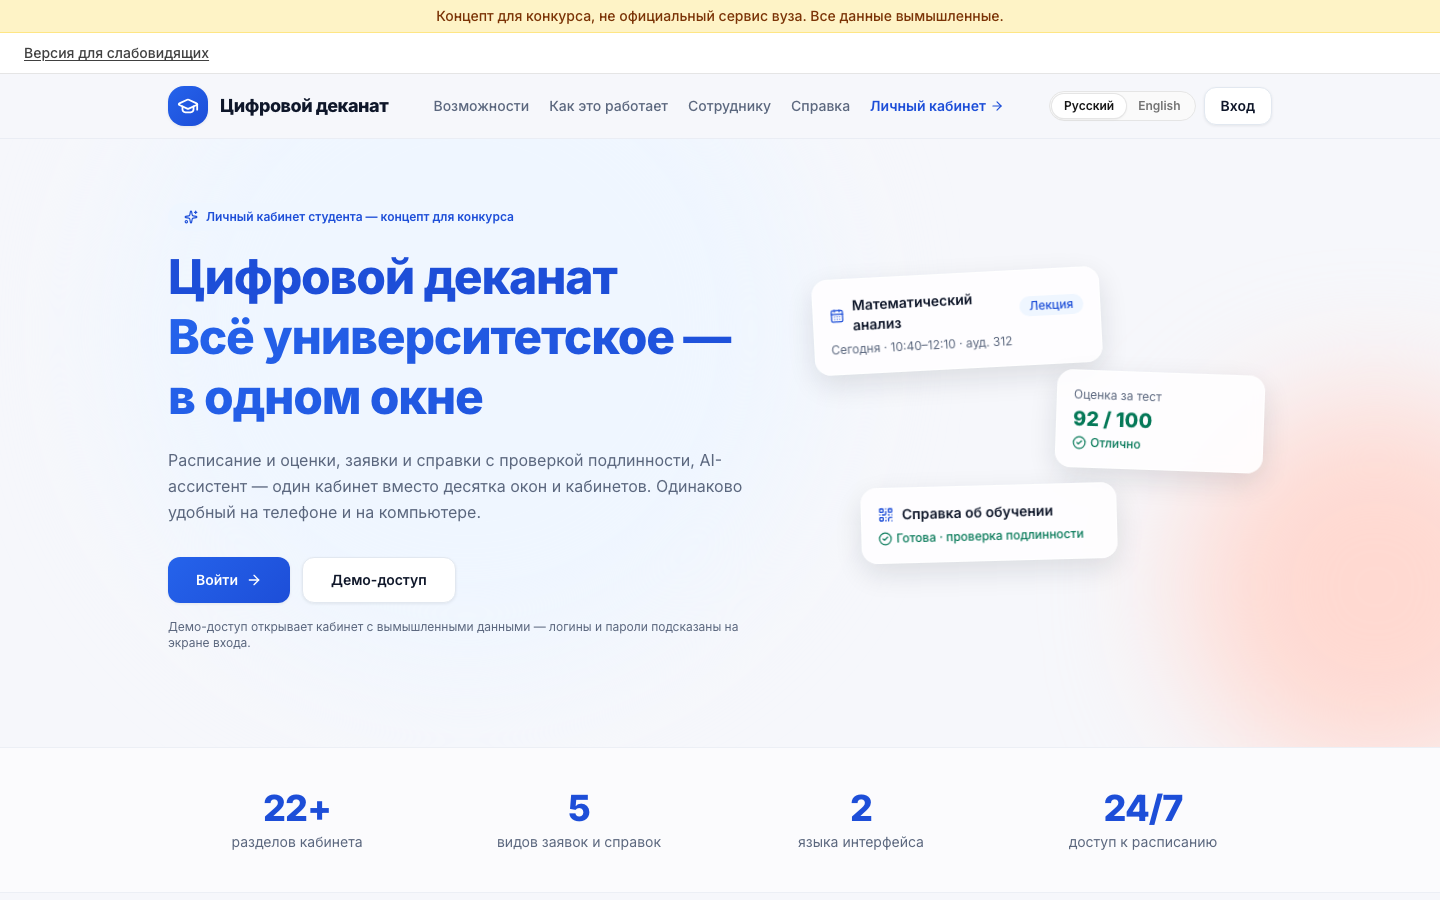 Концепт для конкурса, не официальный сервис вуза. Все данные вымышленные.
Версия для слабовидящих
Цифровой деканат
Возможности
Как это работает
Сотруднику
Справка
Личный кабинет
Русский
English
Вход
Личный кабинет студента — концепт для конкурса
Цифровой деканат
Всё университетское —
в одном окне
Расписание и оценки, заявки и справки с проверкой подлинности, AI-
ассистент — один кабинет вместо десятка окон и кабинетов. Одинаково
удобный на телефоне и на компьютере.
Войти
Демо-доступ
Демо-доступ открывает кабинет с вымышленными данными — логины и пароли подсказаны на
экране входа.
Математический
анализ
Лекция
Сегодня · 10:40–12:10 · ауд. 312
Оценка за тест
92 / 100
Отлично
Справка об обучении
Готова · проверка подлинности
22+
разделов кабинета
5
видов заявок и справок
2
языка интерфейса
24/7
доступ к расписанию